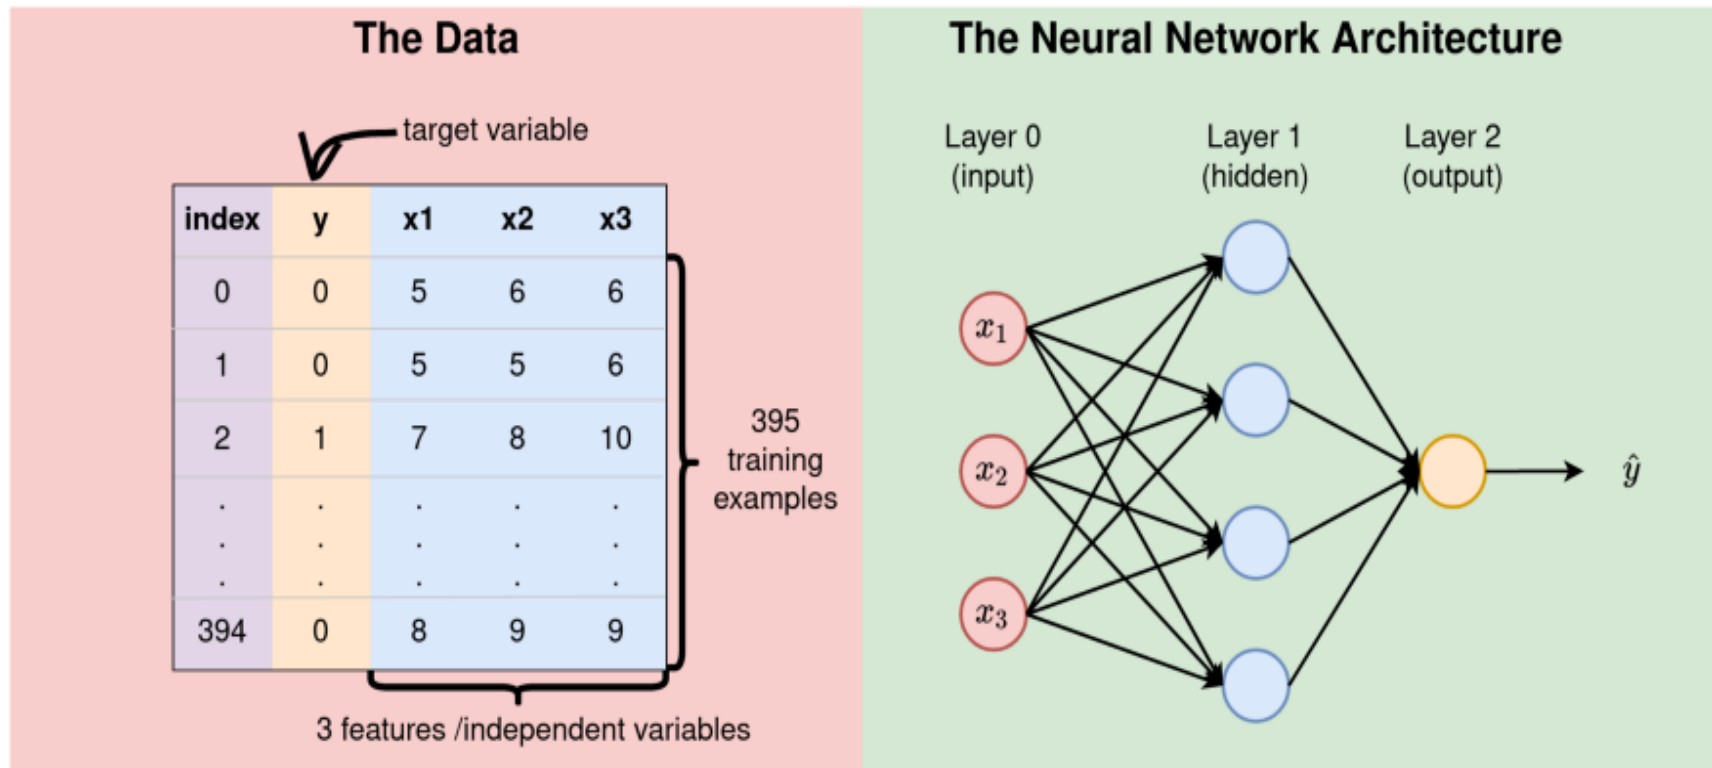 The Data
target variable
index y x1 x2 x3
0 0 5 6 6
1 0 5 5 6
2 1 7 8 10
. . . . .
. . . . .
. . . . .
394 0 8 9 9
395
training
examples
3 features /independent variables
The Neural Network Architecture
Layer 0
(input)
Layer 1
(hidden)
Layer 2
(output)
x₁
x₂
x₃
ŷ